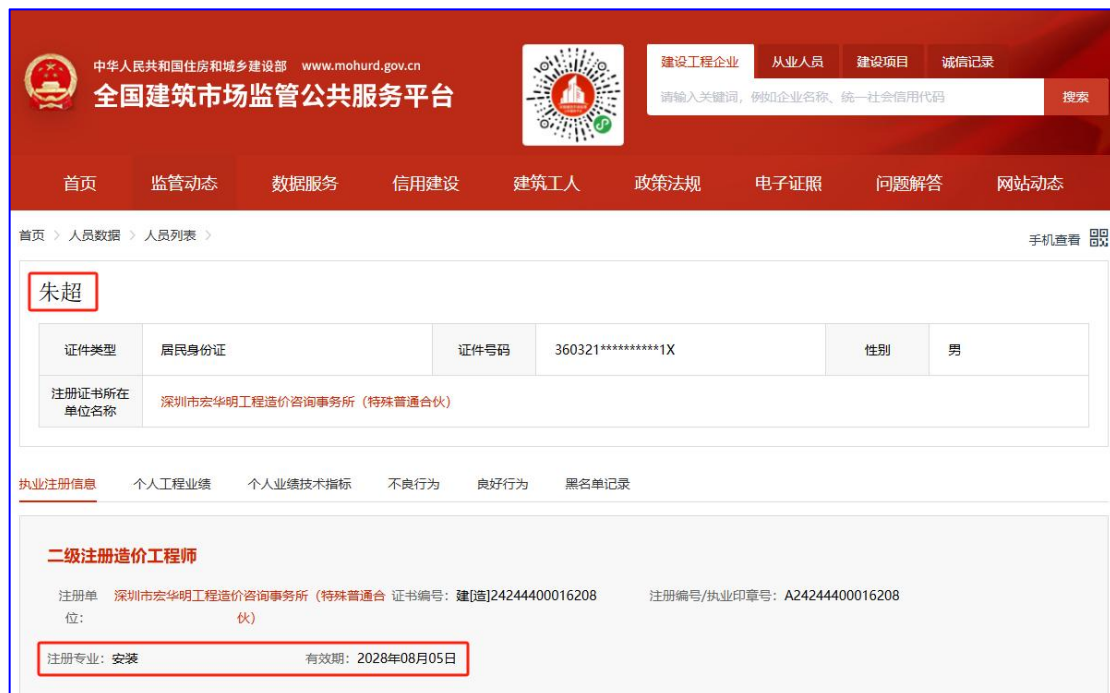 中华人民共和国住房和城乡建设部 www.mohurd.gov.cn
全国建筑市场监管公共服务平台
建设工程企业 从业人员 建设项目 诚信记录
请输入关键词，例如企业名称、统一社会信用代码 搜索
首页 监管动态 数据服务 信用建设 建筑工人 政策法规 电子证照 问题解答 网站动态
首页 > 人员数据 > 人员列表 >
手机查看
朱超
证件类型 居民身份证 证件号码 360321**********1X 性别 男
注册证书所在
单位名称
深圳市宏华明工程造价咨询事务所（特殊普通合伙）
执业注册信息 个人工程业绩 个人业绩技术指标 不良行为 良好行为 黑名单记录
二级注册造价工程师
注册单 深圳市宏华明工程造价咨询事务所（特殊普通合 证书编号：建[造]24244400016208 注册编号/执业印章号：A24244400016208
位： 伙）
注册专业：安装 有效期：2028年08月05日